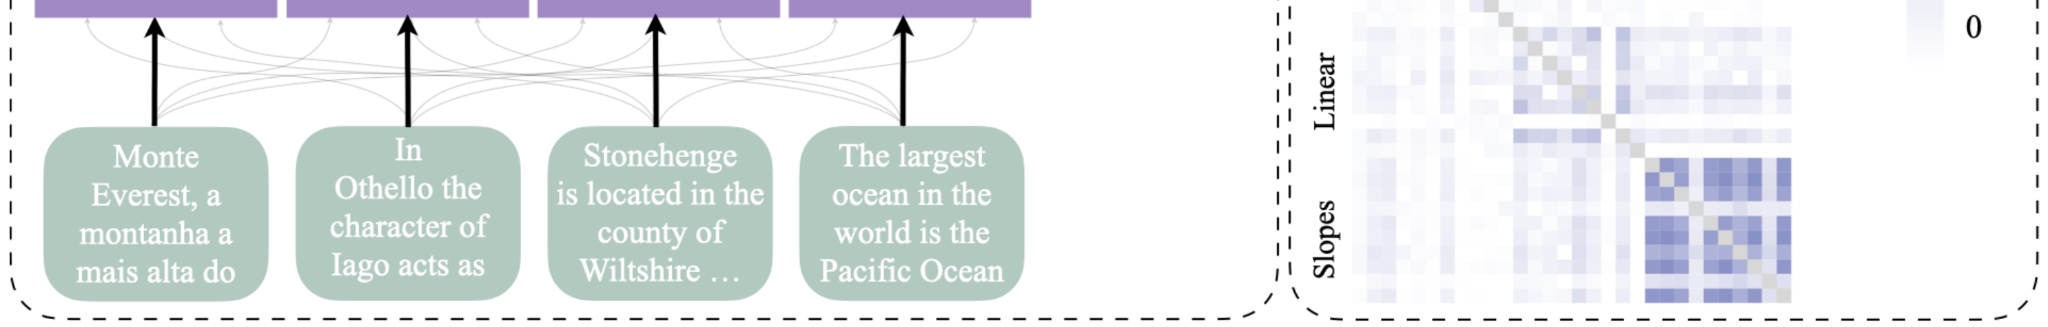 Monte
Everest, a
montanha a
mais alta do
In
Othello the
character of
Iago acts as
Stonehenge
is located in the
county of
Wiltshire …
The largest
ocean in the
world is the
Pacific Ocean
Linear
Slopes
0